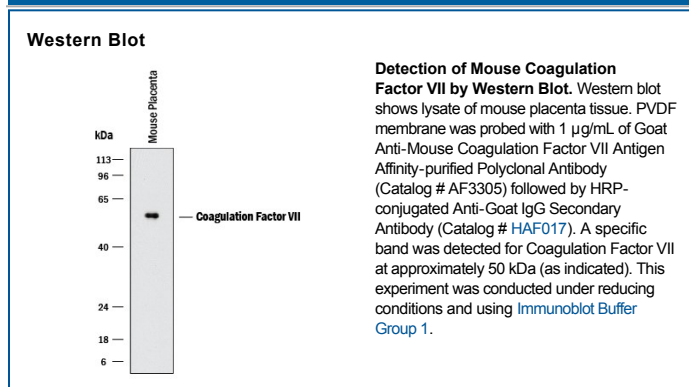 Western Blot
Mouse Placenta
kDa
113
96
65
Coagulation Factor VII
40
24
18
6
Detection of Mouse Coagulation
Factor VII by Western Blot. Western blot
shows lysate of mouse placenta tissue. PVDF
membrane was probed with 1 µg/mL of Goat
Anti-Mouse Coagulation Factor VII Antigen
Affinity-purified Polyclonal Antibody
(Catalog # AF3305) followed by HRP-
conjugated Anti-Goat IgG Secondary
Antibody (Catalog # HAF017). A specific
band was detected for Coagulation Factor VII
at approximately 50 kDa (as indicated). This
experiment was conducted under reducing
conditions and using Immunoblot Buffer
Group 1.